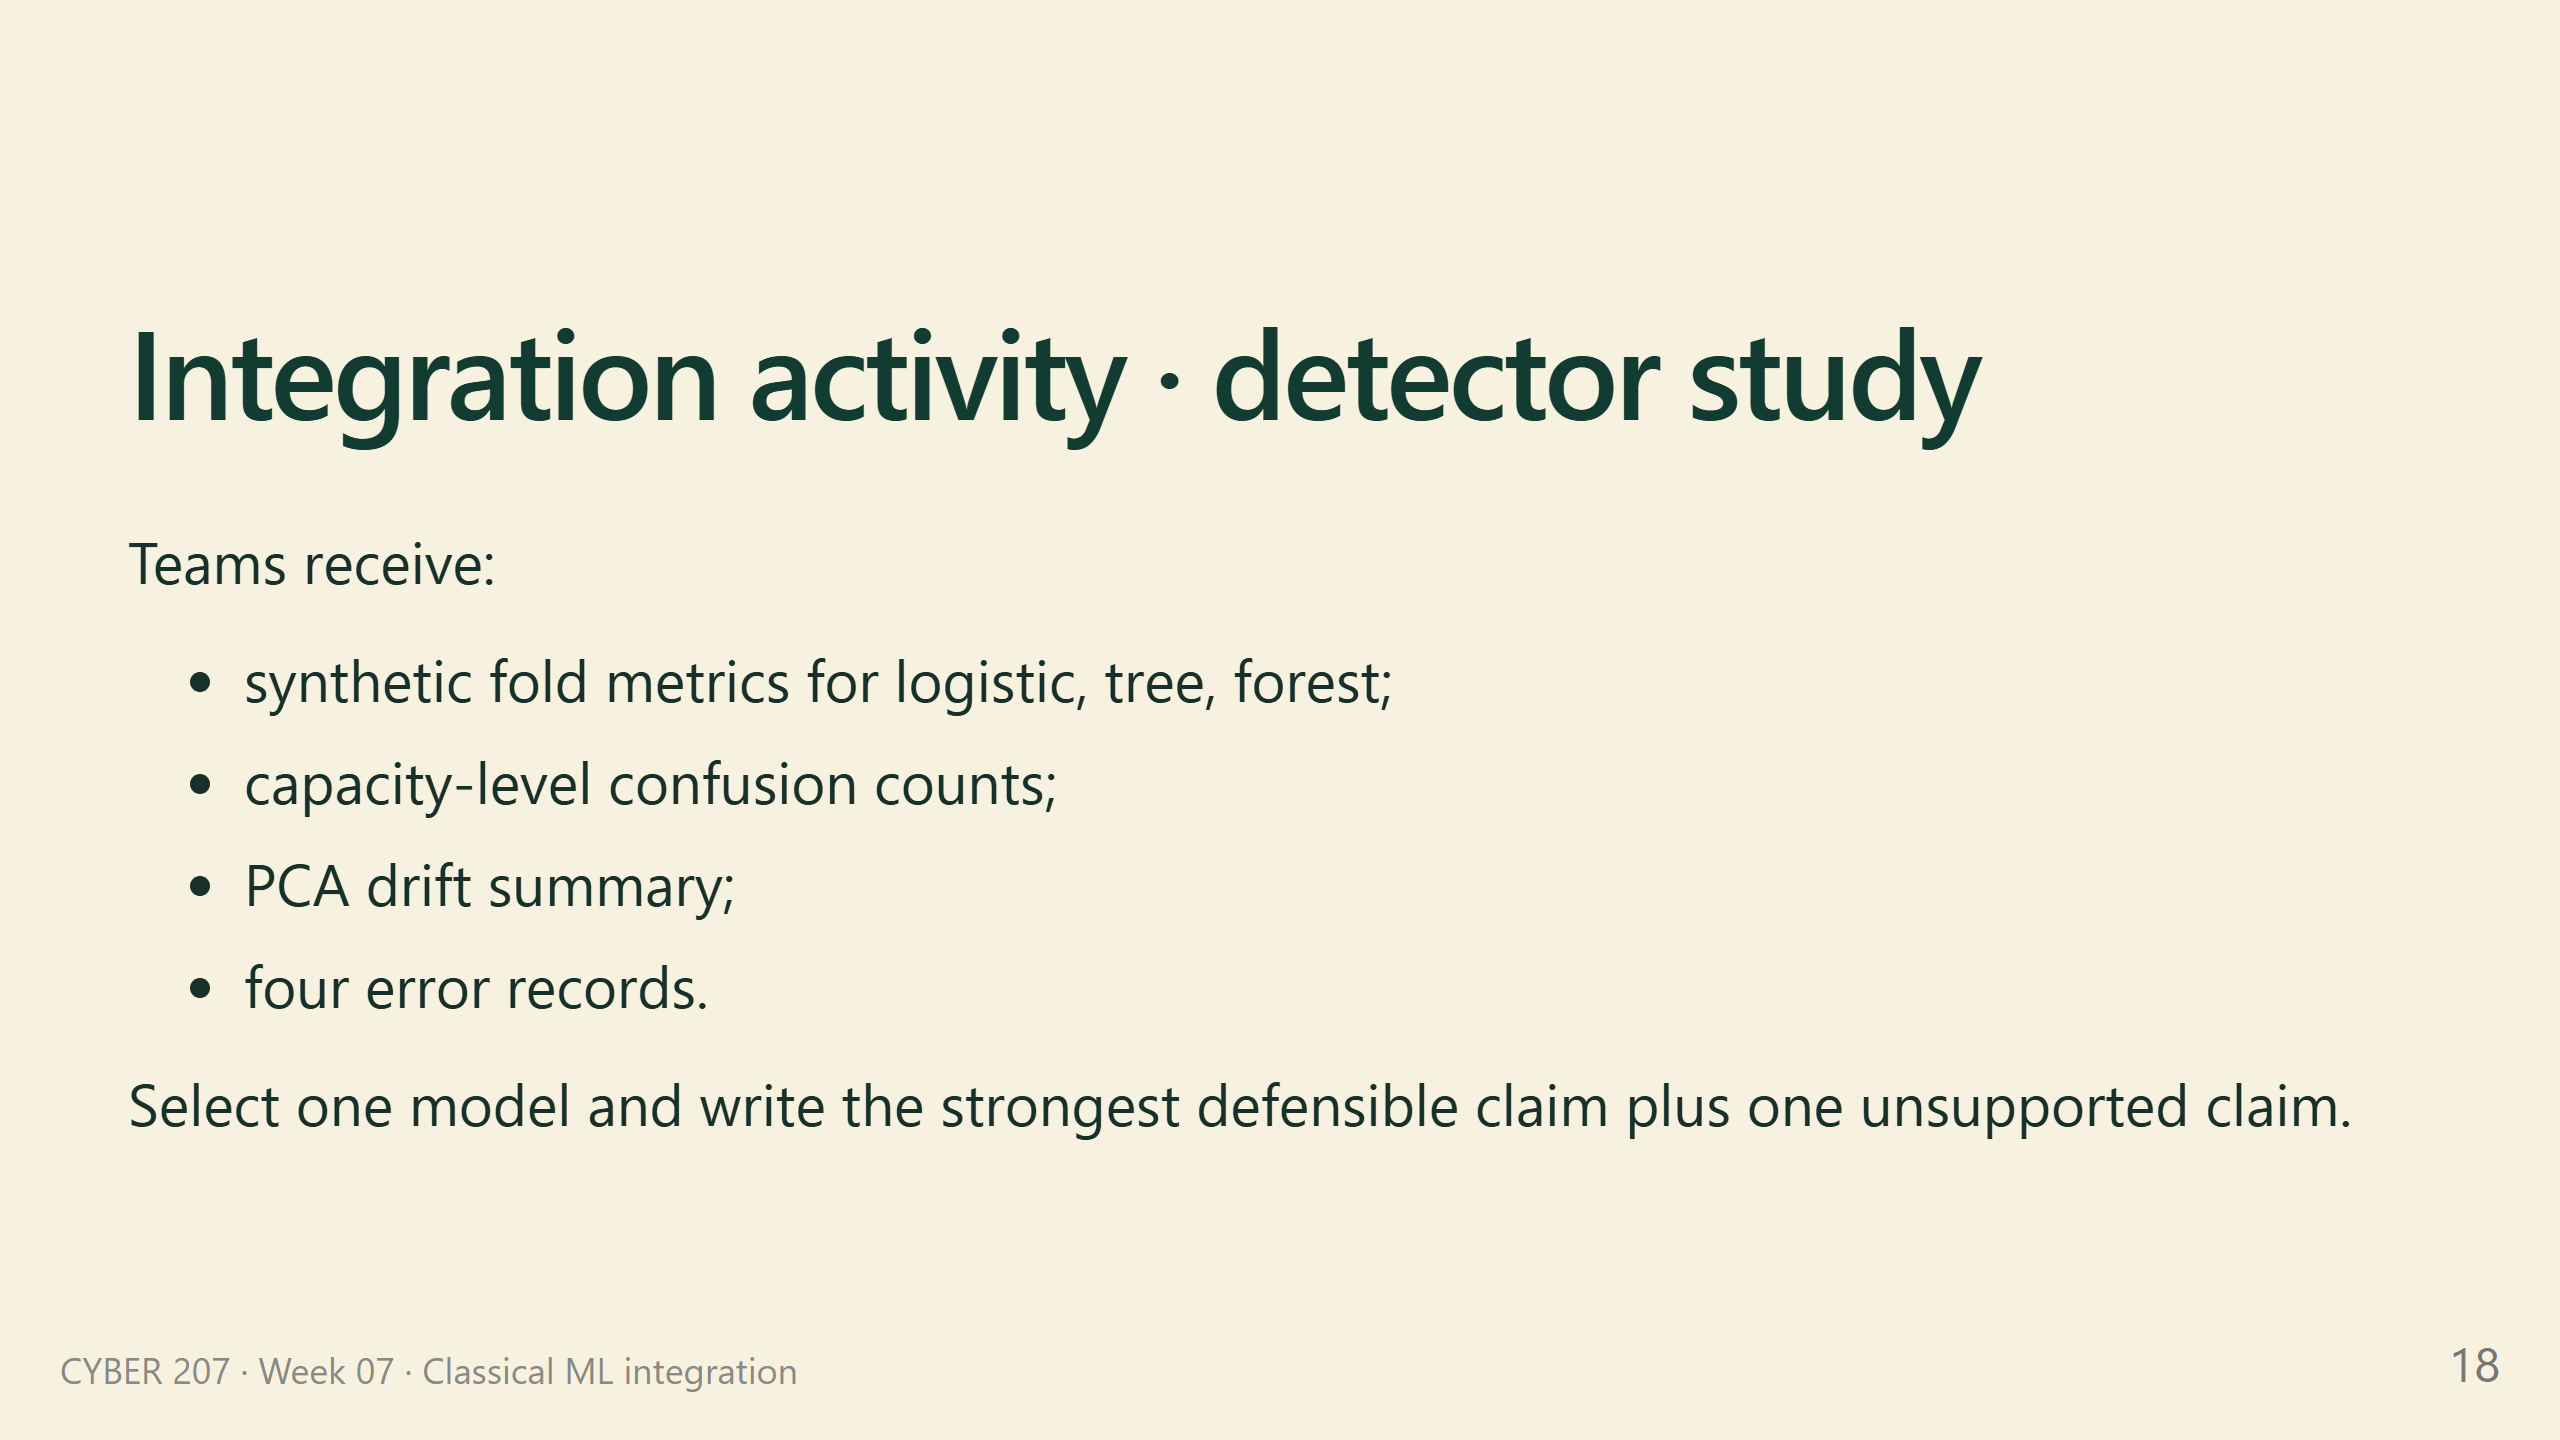 Integration activity · detector study
Teams receive:
• synthetic fold metrics for logistic, tree, forest;
• capacity-level confusion counts;
• PCA drift summary;
• four error records.
Select one model and write the strongest defensible claim plus one unsupported claim.
CYBER 207 · Week 07 · Classical ML integration
18